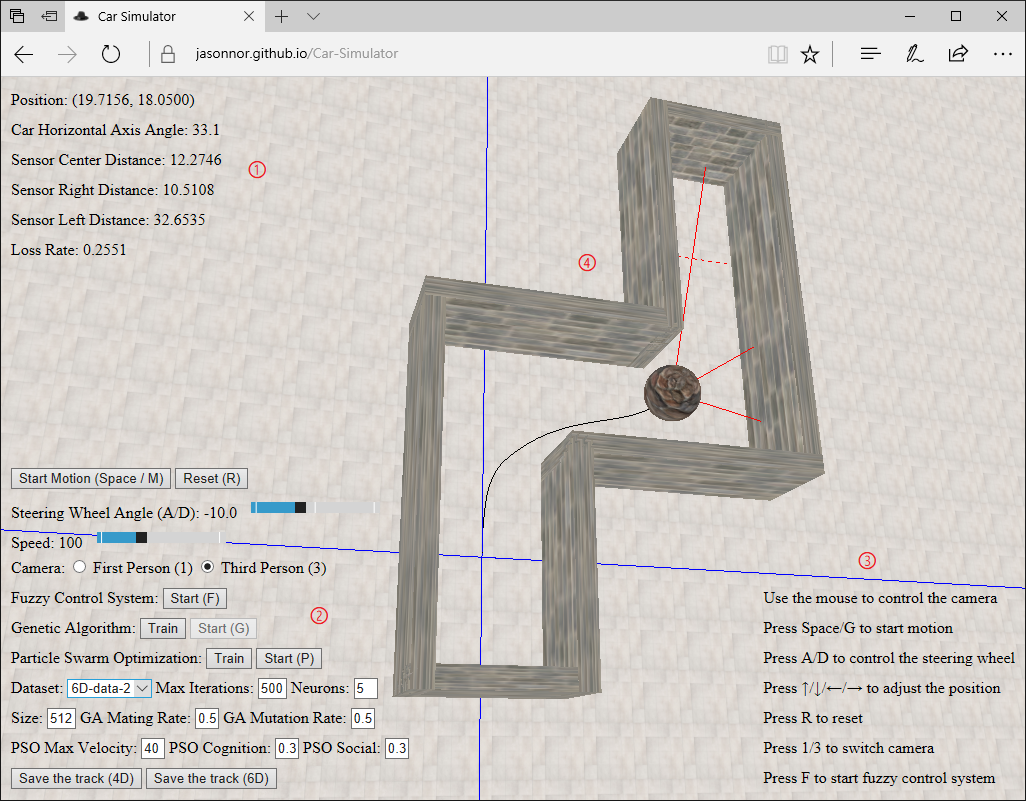 Car Simulator
jasonnor.github.io/Car-Simulator
Position: (19.7156, 18.0500)
Car Horizontal Axis Angle: 33.1
Sensor Center Distance: 12.2746
①
Sensor Right Distance: 10.5108
Sensor Left Distance: 32.6535
Loss Rate: 0.2551
④
Start Motion (Space / M) Reset (R)
Steering Wheel Angle (A/D): -10.0
Speed: 100
Camera: First Person (1) Third Person (3)
Fuzzy Control System: Start (F)
②
Genetic Algorithm: Train Start (G)
Particle Swarm Optimization: Train Start (P)
Dataset: 6D-data-2 Max Iterations: 500 Neurons: 5
Size: 512 GA Mating Rate: 0.5 GA Mutation Rate: 0.5
PSO Max Velocity: 40 PSO Cognition: 0.3 PSO Social: 0.3
Save the track (4D) Save the track (6D)
③
Use the mouse to control the camera
Press Space/G to start motion
Press A/D to control the steering wheel
Press ↑/↓/←/→ to adjust the position
Press R to reset
Press 1/3 to switch camera
Press F to start fuzzy control system